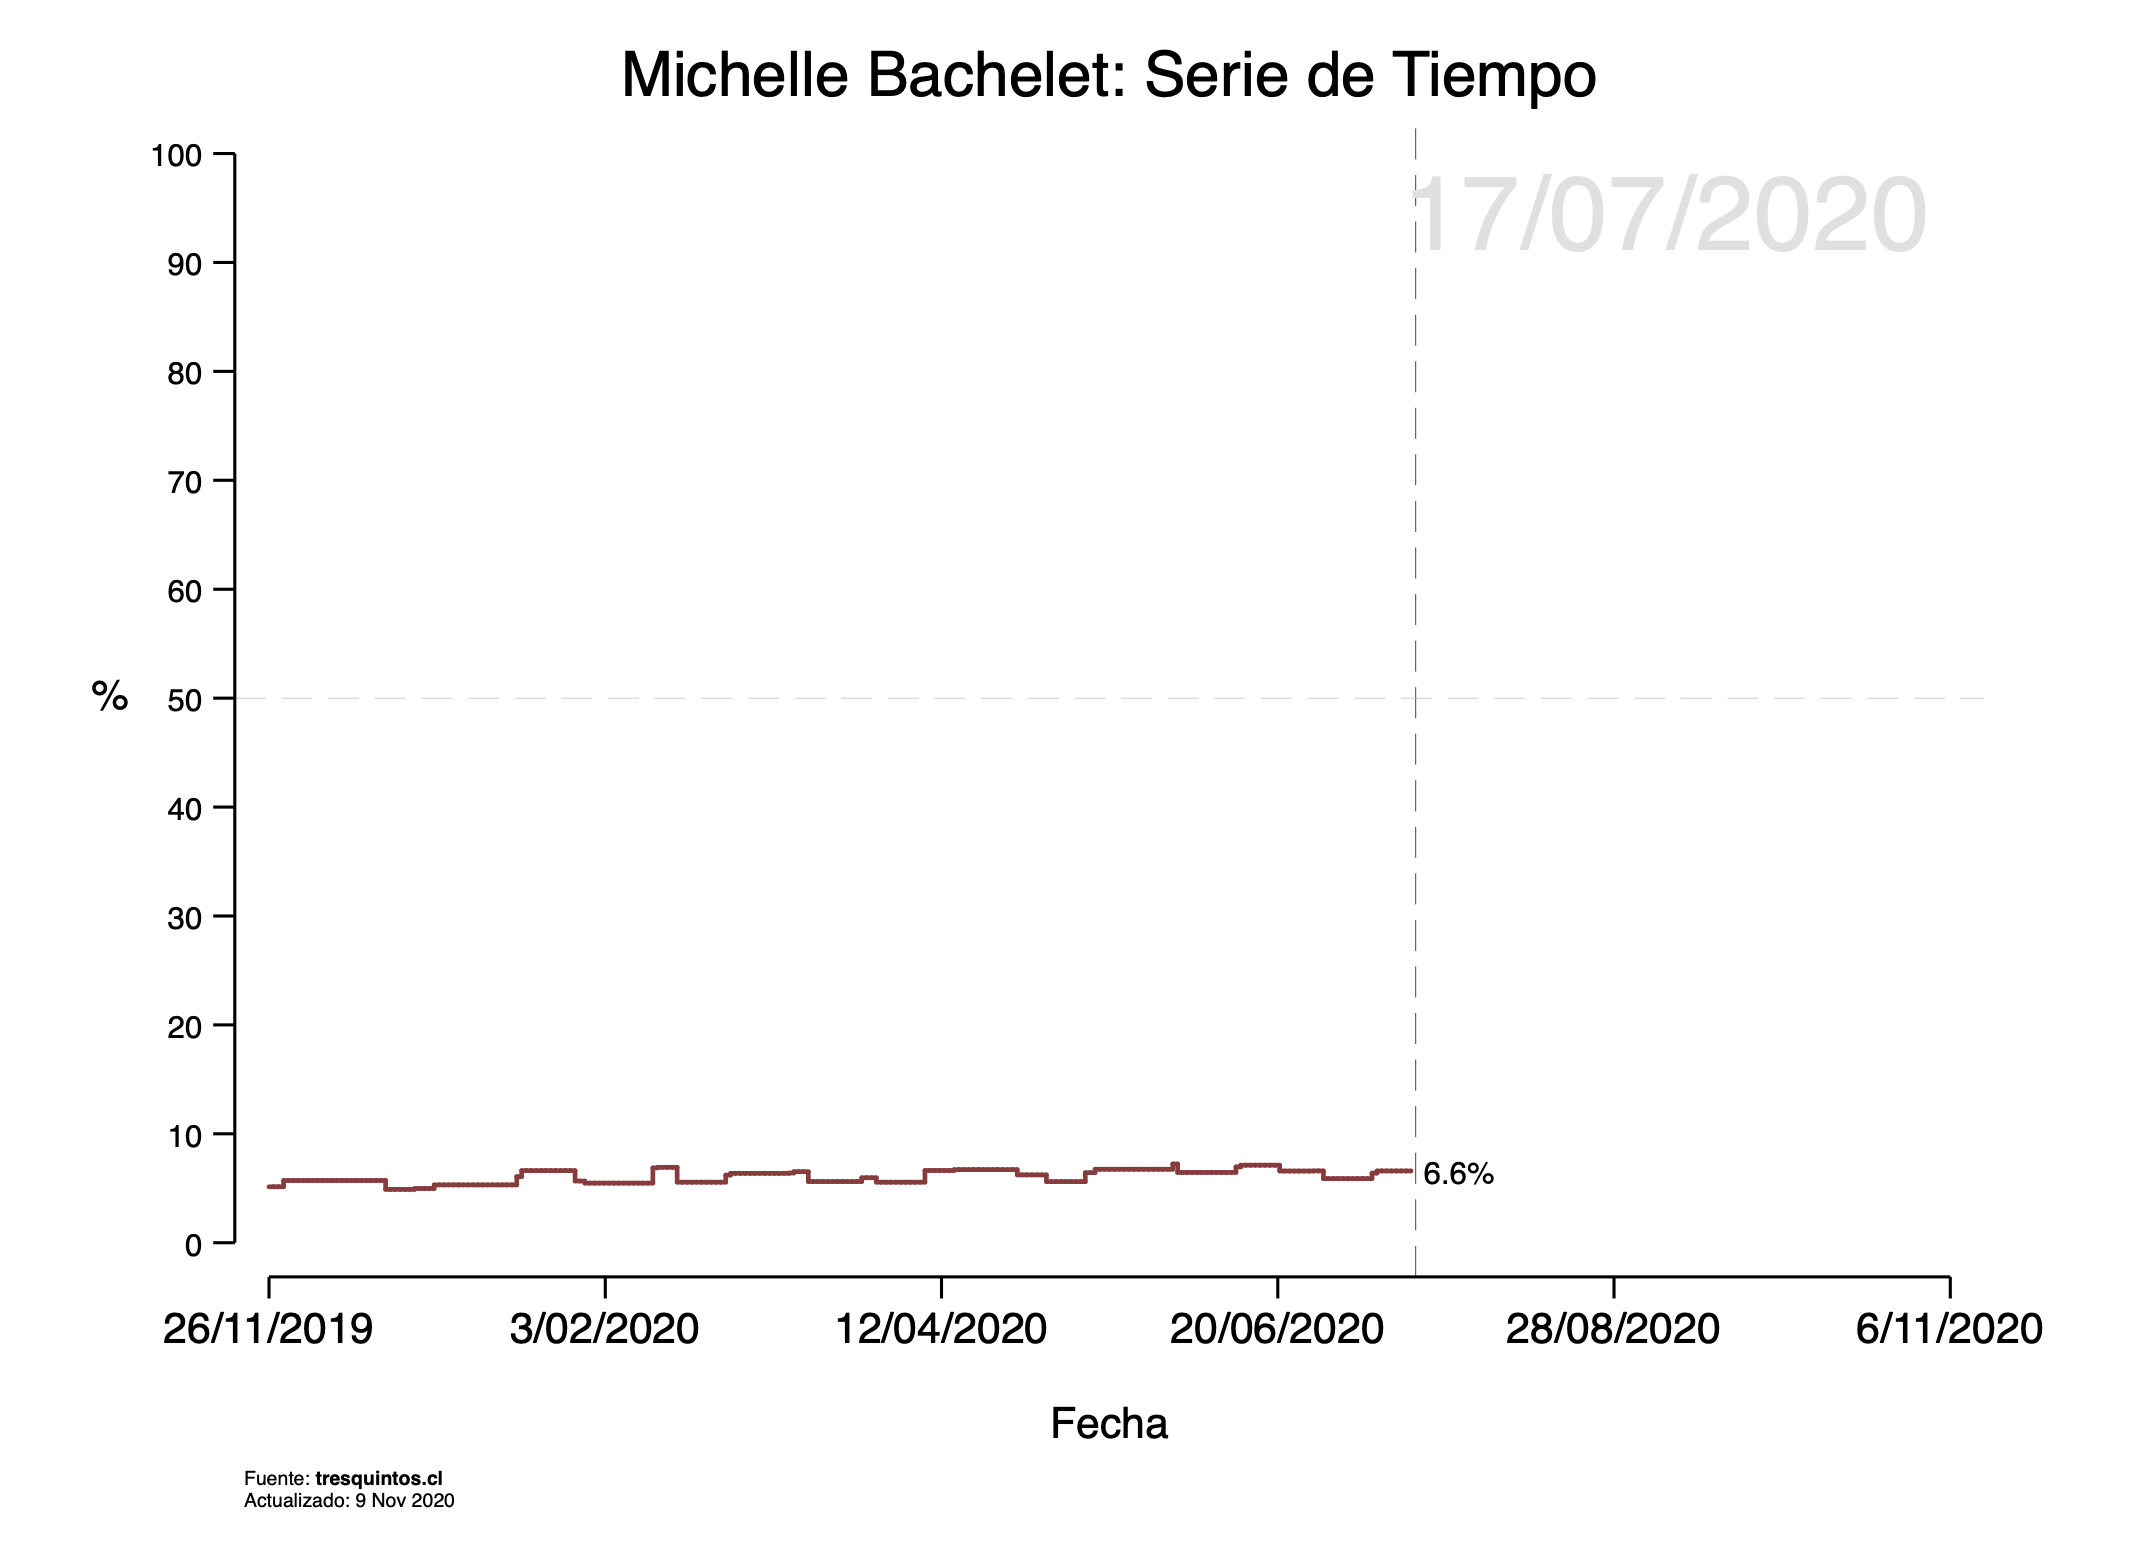 Michelle Bachelet: Serie de Tiempo
17/07/2020
100
90
80
70
60
%
50
40
30
20
10
6.6%
0
26/11/2019 3/02/2020 12/04/2020 20/06/2020 28/08/2020 6/11/2020
Fecha
Fuente: tresquintos.cl
Actualizado: 9 Nov 2020